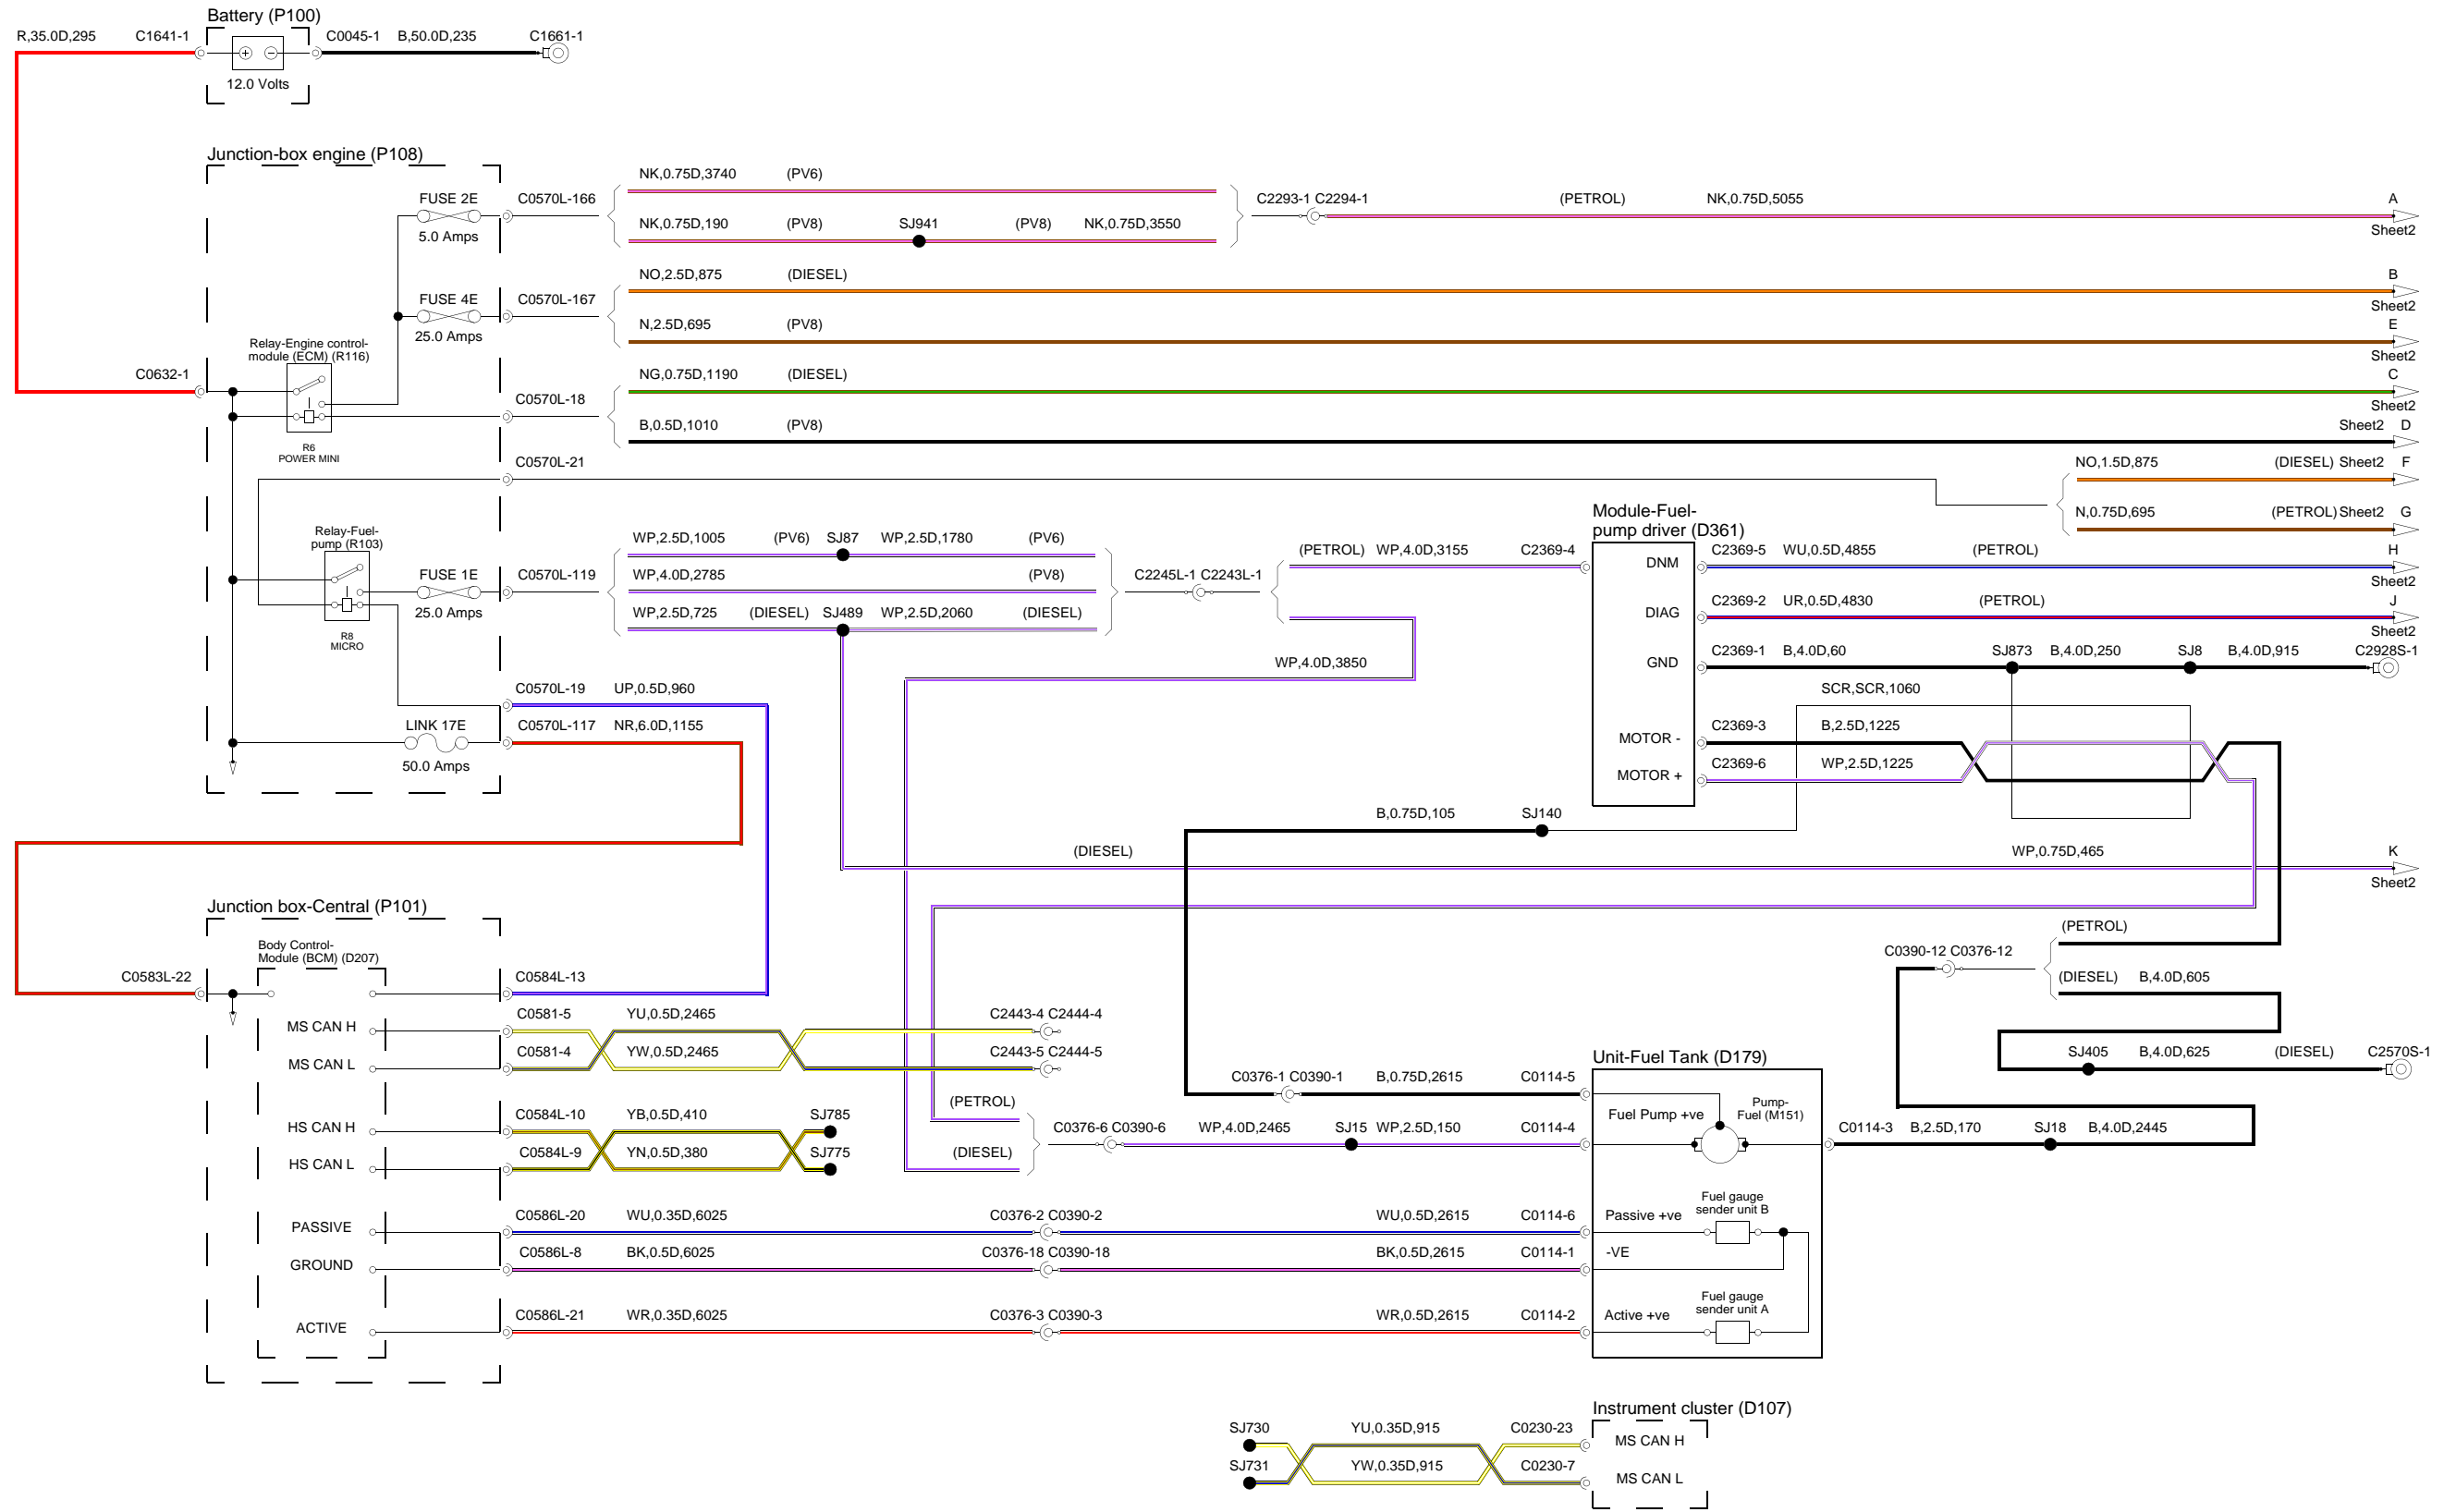 Battery (P100)
R,35.0D,295 C1641-1 C0045-1 B,50.0D,235 C1661-1
12.0 Volts
Junction-box engine (P108)
NK,0.75D,3740 (PV6)
FUSE 2E C0570L-166 C2293-1 C2294-1 (PETROL) NK,0.75D,5055 A
5.0 Amps NK,0.75D,190 (PV8) SJ941 (PV8) NK,0.75D,3550 Sheet2
NO,2.5D,875 (DIESEL) B
FUSE 4E C0570L-167 Sheet2
25.0 Amps N,2.5D,695 (PV8) E
Relay-Engine control-
module (ECM) (R116) Sheet2
C0632-1 NG,0.75D,1190 (DIESEL) C
C0570L-18 Sheet2
B,0.5D,1010 (PV8) Sheet2 D
R6
POWER MINI
C0570L-21 NO,1.5D,875 (DIESEL) Sheet2 F
Module-Fuel-
pump driver (D361)
N,0.75D,695 (PETROL) Sheet2 G
Relay-Fuel-
pump (R103)
WP,2.5D,1005 (PV6) SJ87 WP,2.5D,1780 (PV6) (PETROL) WP,4.0D,3155 C2369-4 DNM C2369-5 WU,0.5D,4855 (PETROL) H
FUSE 1E C0570L-119 WP,4.0D,2785 (PV8) C2245L-1 C2243L-1 Sheet2
25.0 Amps WP,2.5D,725 (DIESEL) SJ489 WP,2.5D,2060 (DIESEL) DIAG C2369-2 UR,0.5D,4830 (PETROL) J
R8
MICRO
Sheet2
WP,4.0D,3850 GND C2369-1 B,4.0D,60 SJ873 B,4.0D,250 SJ8 B,4.0D,915 C2928S-1
C0570L-19 UP,0.5D,960 SCR,SCR,1060
LINK 17E C0570L-117 NR,6.0D,1155 MOTOR - C2369-3 B,2.5D,1225
50.0 Amps MOTOR + C2369-6 WP,2.5D,1225
B,0.75D,105 SJ140
(DIESEL) WP,0.75D,465 K
Sheet2
Junction box-Central (P101)
(PETROL)
Body Control-
Module (BCM) (D207)
C0390-12 C0376-12
C0583L-22 C0584L-13 (DIESEL) B,4.0D,605
MS CAN H C0581-5 YU,0.5D,2465 C2443-4 C2444-4
MS CAN L C0581-4 YW,0.5D,2465 C2443-5 C2444-5
Unit-Fuel Tank (D179)
SJ405 B,4.0D,625 (DIESEL) C2570S-1
C0376-1 C0390-1 B,0.75D,2615 C0114-5
(PETROL)
HS CAN H C0584L-10 YB,0.5D,410 SJ785 Fuel Pump +ve
Pump-
Fuel (M151)
C0376-6 C0390-6 WP,4.0D,2465 SJ15 WP,2.5D,150 C0114-4 C0114-3 B,2.5D,170 SJ18 B,4.0D,2445
HS CAN L C0584L-9 YN,0.5D,380 SJ775 (DIESEL)
Fuel gauge
sender unit B
PASSIVE C0586L-20 WU,0.35D,6025 C0376-2 C0390-2 WU,0.5D,2615 C0114-6 Passive +ve
GROUND C0586L-8 BK,0.5D,6025 C0376-18 C0390-18 BK,0.5D,2615 C0114-1 -VE
Fuel gauge
sender unit A
ACTIVE C0586L-21 WR,0.35D,6025 C0376-3 C0390-3 WR,0.5D,2615 C0114-2 Active +ve
Instrument cluster (D107)
SJ730 YU,0.35D,915 C0230-23 MS CAN H
SJ731 YW,0.35D,915 C0230-7 MS CAN L